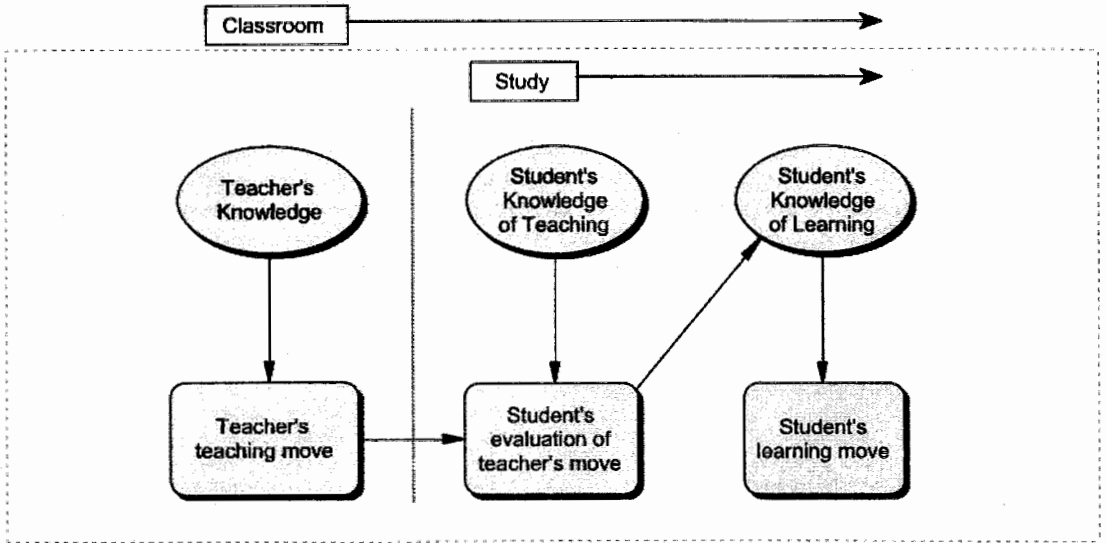 Classroom
Study
Teacher's
Knowledge
Student's
Knowledge
of Teaching
Student's
Knowledge
of Learning
Teacher's
teaching move
Student's
evaluation of
teacher's move
Student's
learning move